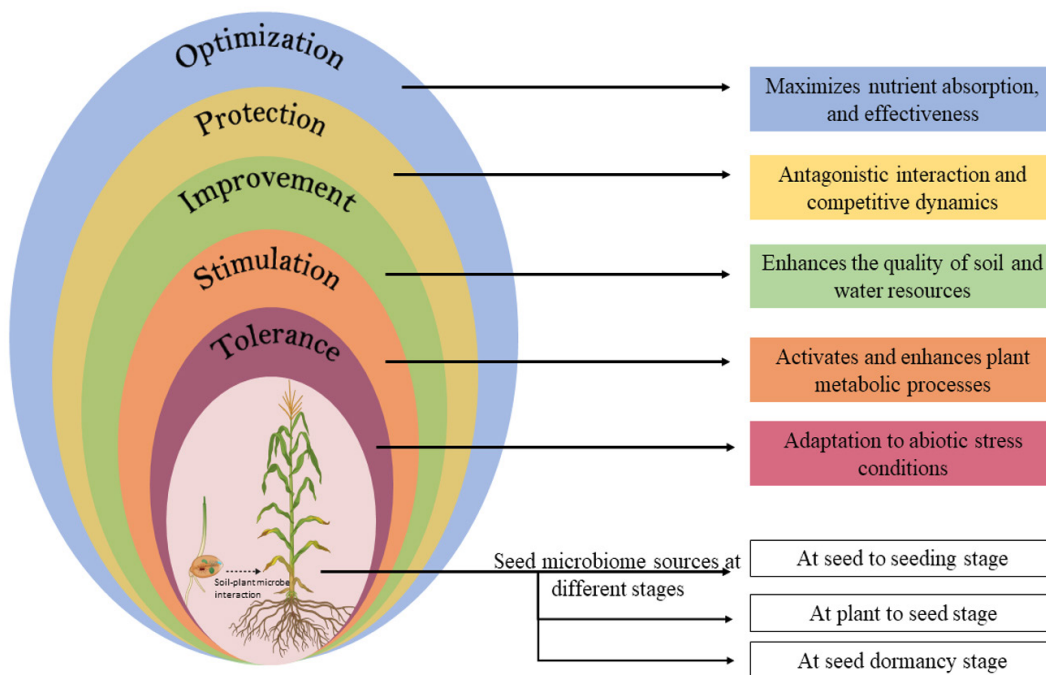 Optimization
Maximizes nutrient absorption,
and effectiveness
Protection
Antagonistic interaction and
competitive dynamics
Improvement
Enhances the quality of soil and
water resources
Stimulation
Activates and enhances plant
metabolic processes
Tolerance
Adaptation to abiotic stress
conditions
Soil-plant microbe
interaction
Seed microbiome sources at
different stages
At seed to seeding stage
At plant to seed stage
At seed dormancy stage